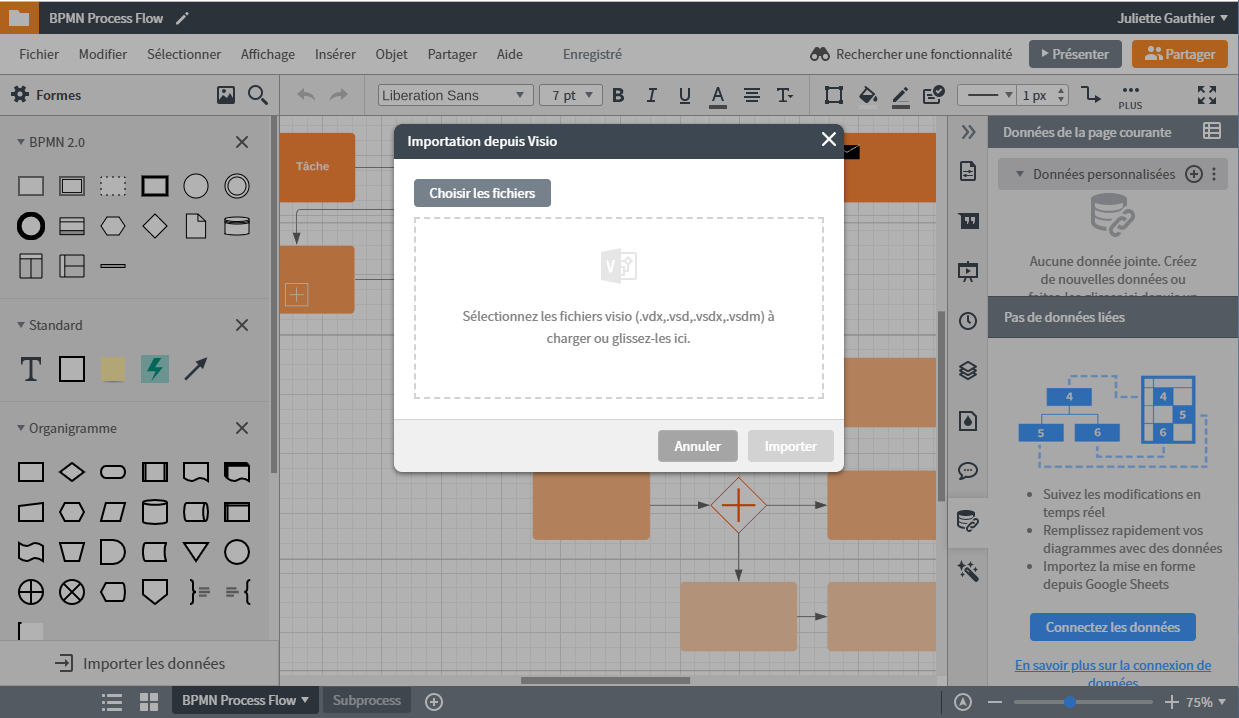 BPMN Process Flow
Juliette Gauthier
Fichier Modifier Sélectionner Affichage Insérer Objet Partager Aide Enregistré
Rechercher une fonctionnalité Présenter Partager
Formes
Liberation Sans 7 pt B I U A T 1 px PLUS
BPMN 2.0
Standard
T
Organigramme
Importer les données
Tâche
Importation depuis Visio
Choisir les fichiers
V
Sélectionnez les fichiers visio (.vdx,.vsd,.vsdx,.vsdm) à
charger ou glissez-les ici.
Annuler Importer
Données de la page courante
Données personnalisées
Aucune donnée jointe. Créez
de nouvelles données ou
Pas de données liées
4 4
5
5 6 6
Suivez les modifications en
temps réel
Remplissez rapidement vos
diagrammes avec des données
Importez la mise en forme
depuis Google Sheets
Connectez les données
En savoir plus sur la connexion de
données
BPMN Process Flow Subprocess
75%